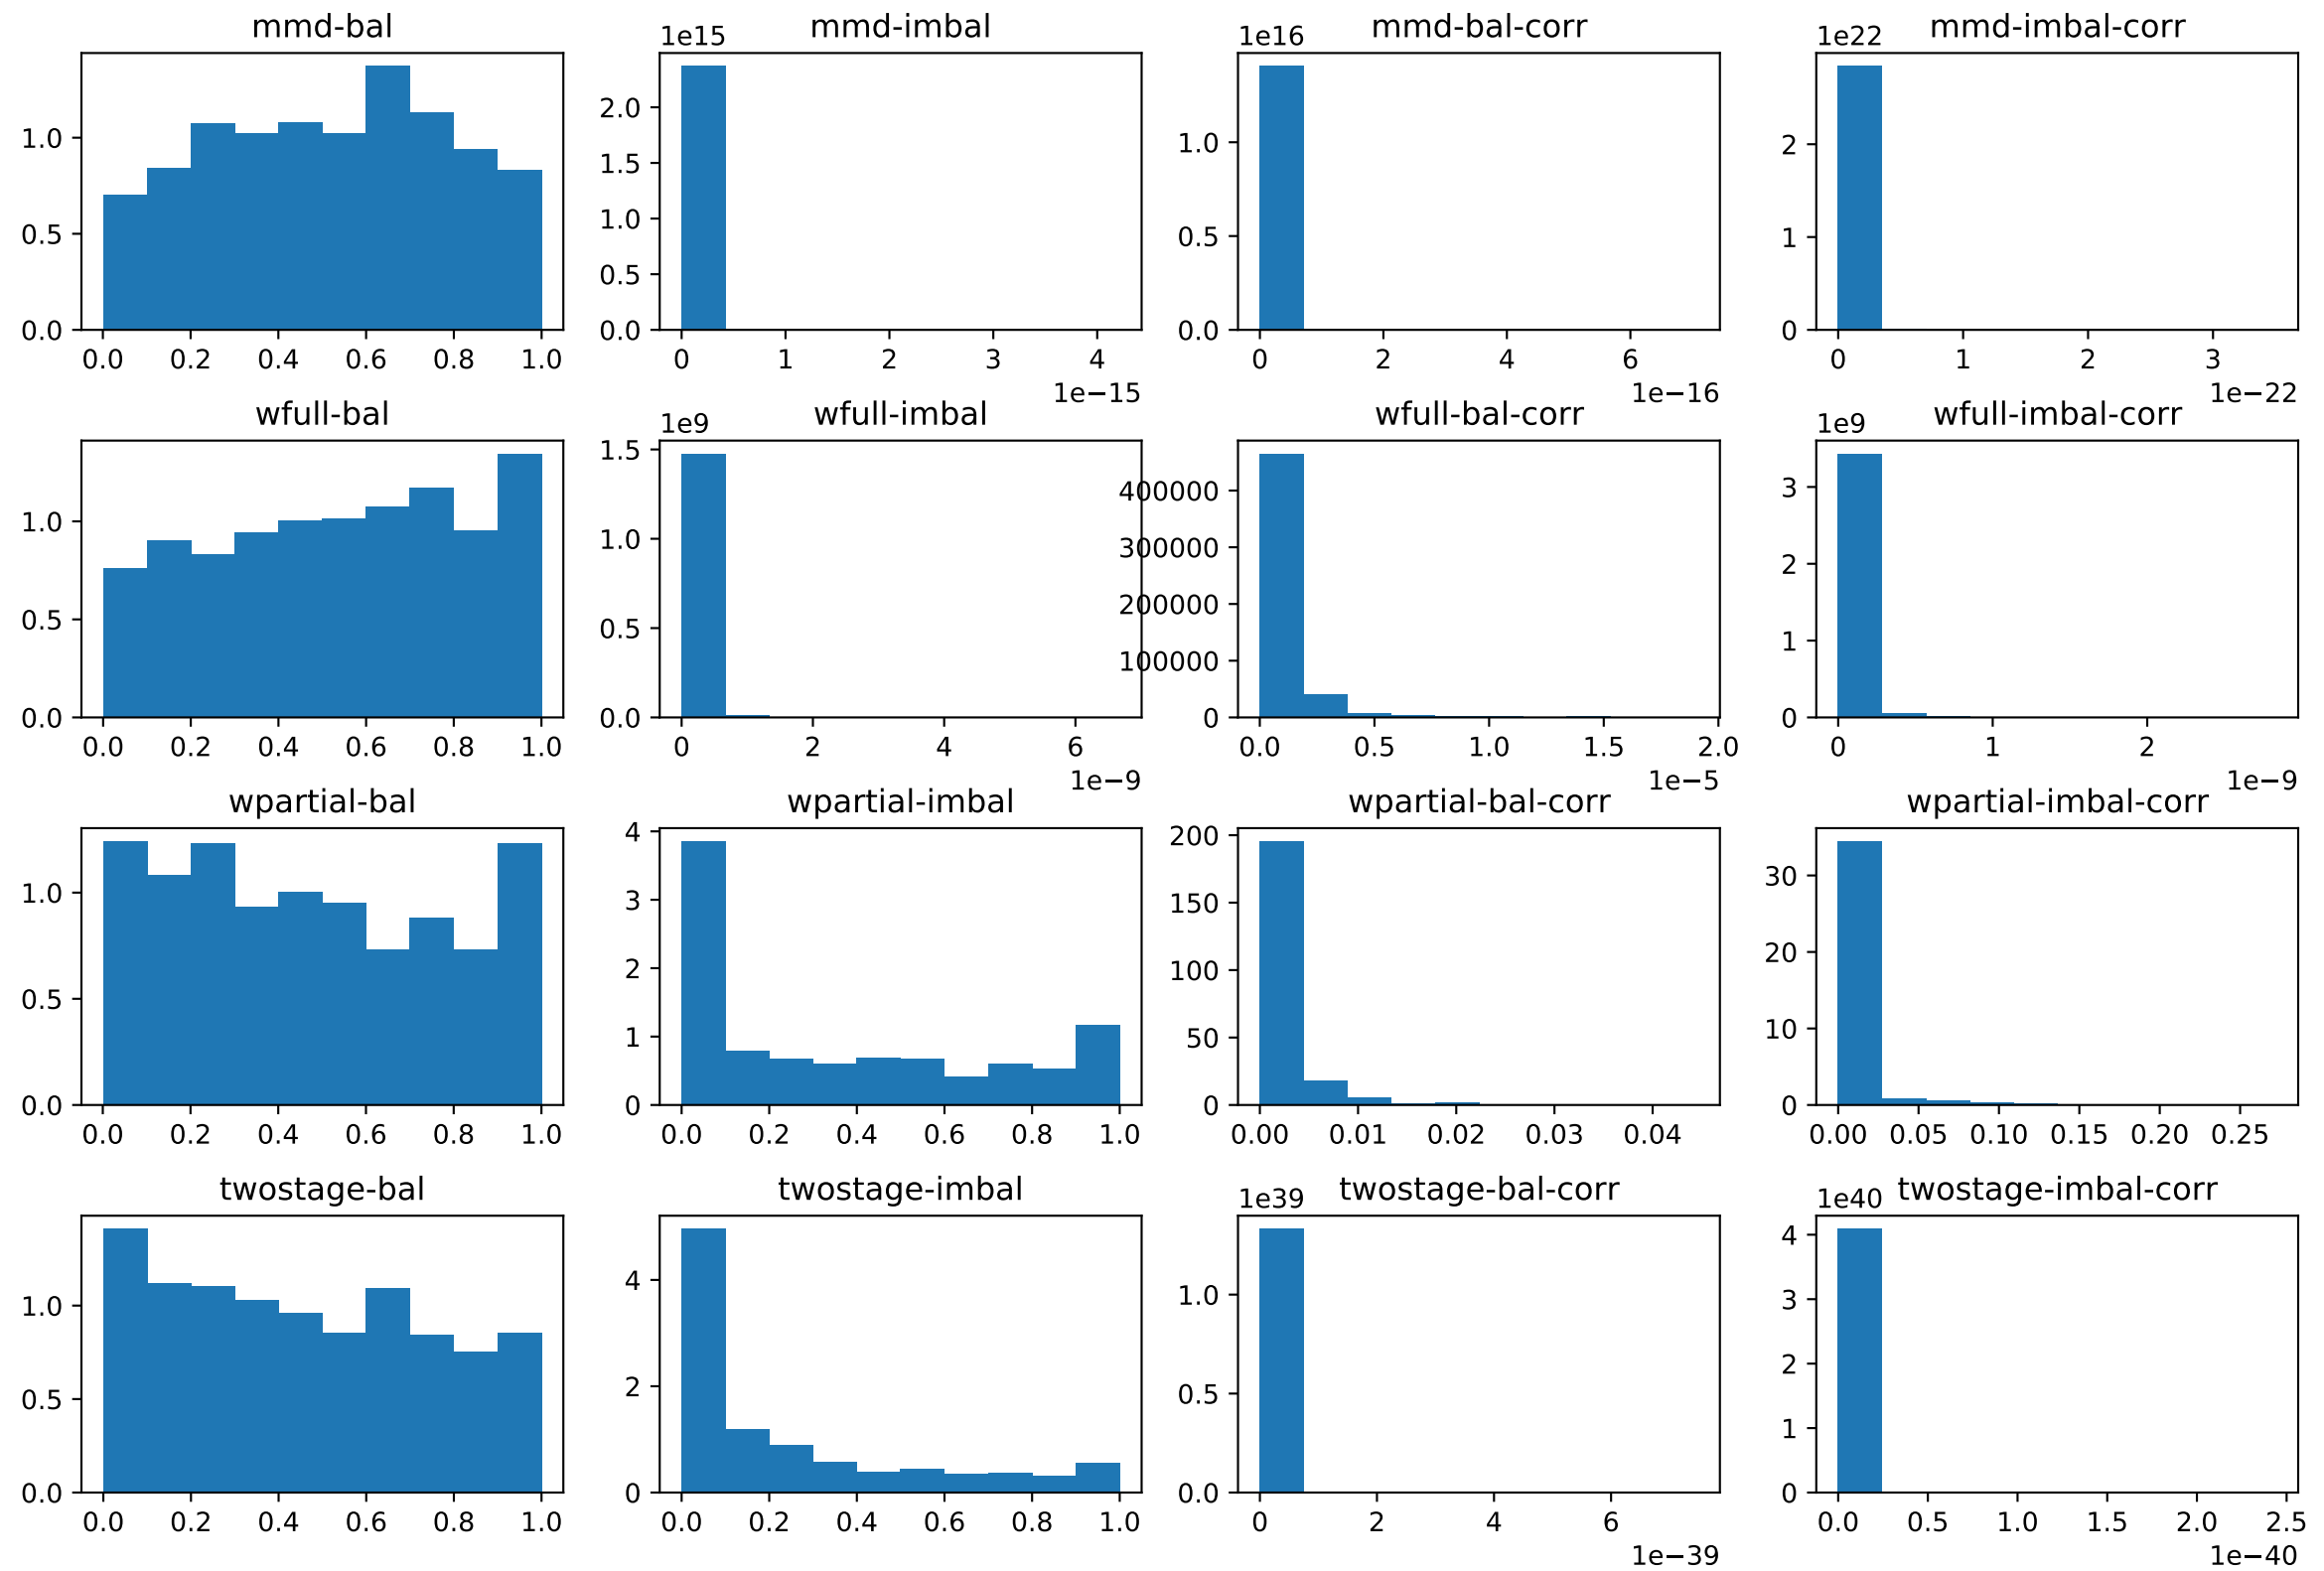 mmd-bal
0.0
0.5
1.0
0.0 0.2 0.4 0.6 0.8 1.0
mmd-imbal
1e15
0.0
0.5
1.0
1.5
2.0
0 1 2 3 4
1e−15
mmd-bal-corr
1e16
0.0
0.5
1.0
0 2 4 6
1e−16
mmd-imbal-corr
1e22
0
1
2
0 1 2 3
1e−22
wfull-bal
0.0
0.5
1.0
0.0 0.2 0.4 0.6 0.8 1.0
wfull-imbal
1e9
0.0
0.5
1.0
1.5
0 2 4 6
1e−9
wfull-bal-corr
0
100000
200000
300000
400000
0.0 0.5 1.0 1.5 2.0
1e−5
wfull-imbal-corr
1e9
0
1
2
3
0 1 2
1e−9
wpartial-bal
0.0
0.5
1.0
0.0 0.2 0.4 0.6 0.8 1.0
wpartial-imbal
0
1
2
3
4
0.0 0.2 0.4 0.6 0.8 1.0
wpartial-bal-corr
0
50
100
150
200
0.00 0.01 0.02 0.03 0.04
wpartial-imbal-corr
0
10
20
30
0.00 0.05 0.10 0.15 0.20 0.25
twostage-bal
0.0
0.5
1.0
0.0 0.2 0.4 0.6 0.8 1.0
twostage-imbal
0
2
4
0.0 0.2 0.4 0.6 0.8 1.0
twostage-bal-corr
1e39
0.0
0.5
1.0
0 2 4 6
1e−39
twostage-imbal-corr
1e40
0
1
2
3
4
0.0 0.5 1.0 1.5 2.0 2.5
1e−40